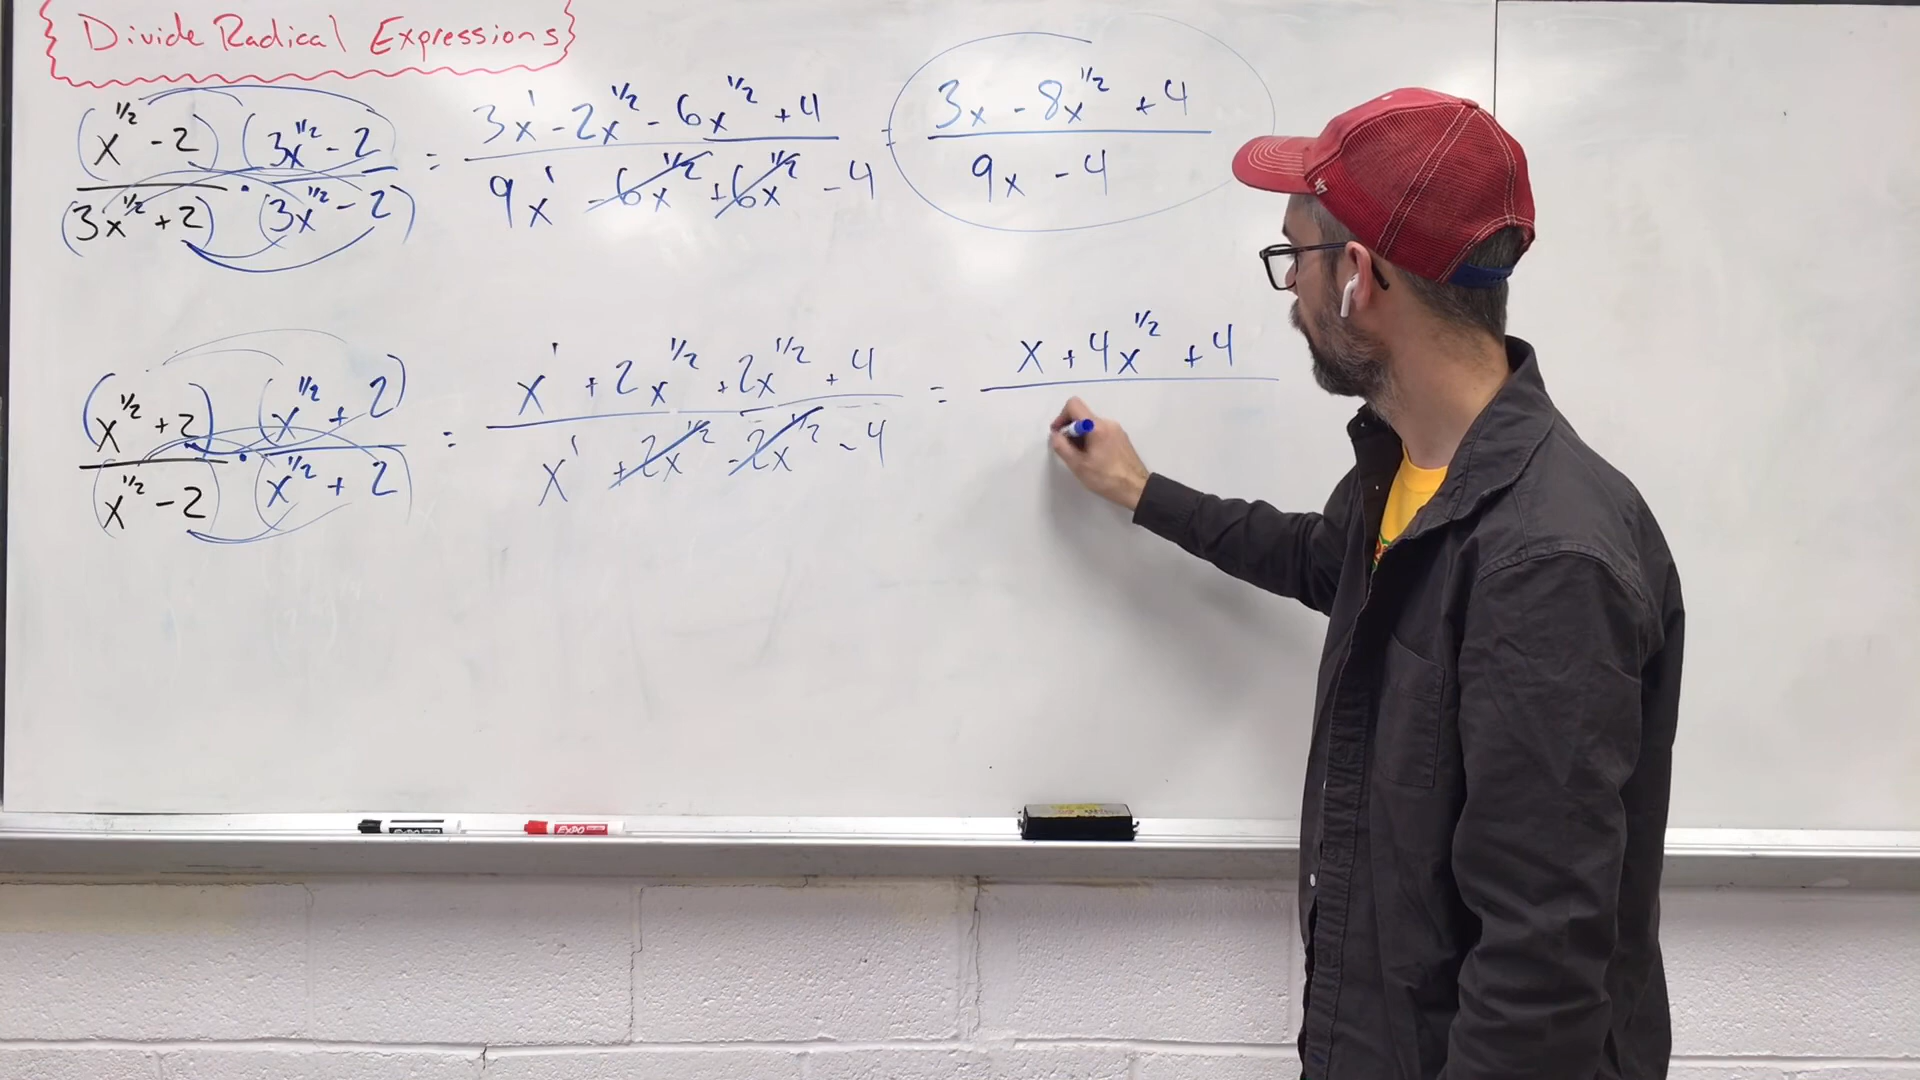 Divide Radical Expressions
(x^1/2 - 2) (3x^1/2 - 2) = 3x^1 - 2x^1/2 - 6x^1/2 + 4 = 3x - 8x^1/2 + 4
(3x^1/2 + 2) · (3x^1/2 - 2) 9x^1 - 6x^1/2 + 6x^1/2 - 4 9x - 4
(x^1/2 + 2) (x^1/2 + 2) = x^1 + 2x^1/2 + 2x^1/2 + 4 = x + 4x^1/2 + 4
(x^1/2 - 2) · (x^1/2 + 2) x^1 + 2x^1/2 - 2x^1/2 - 4
EXPO